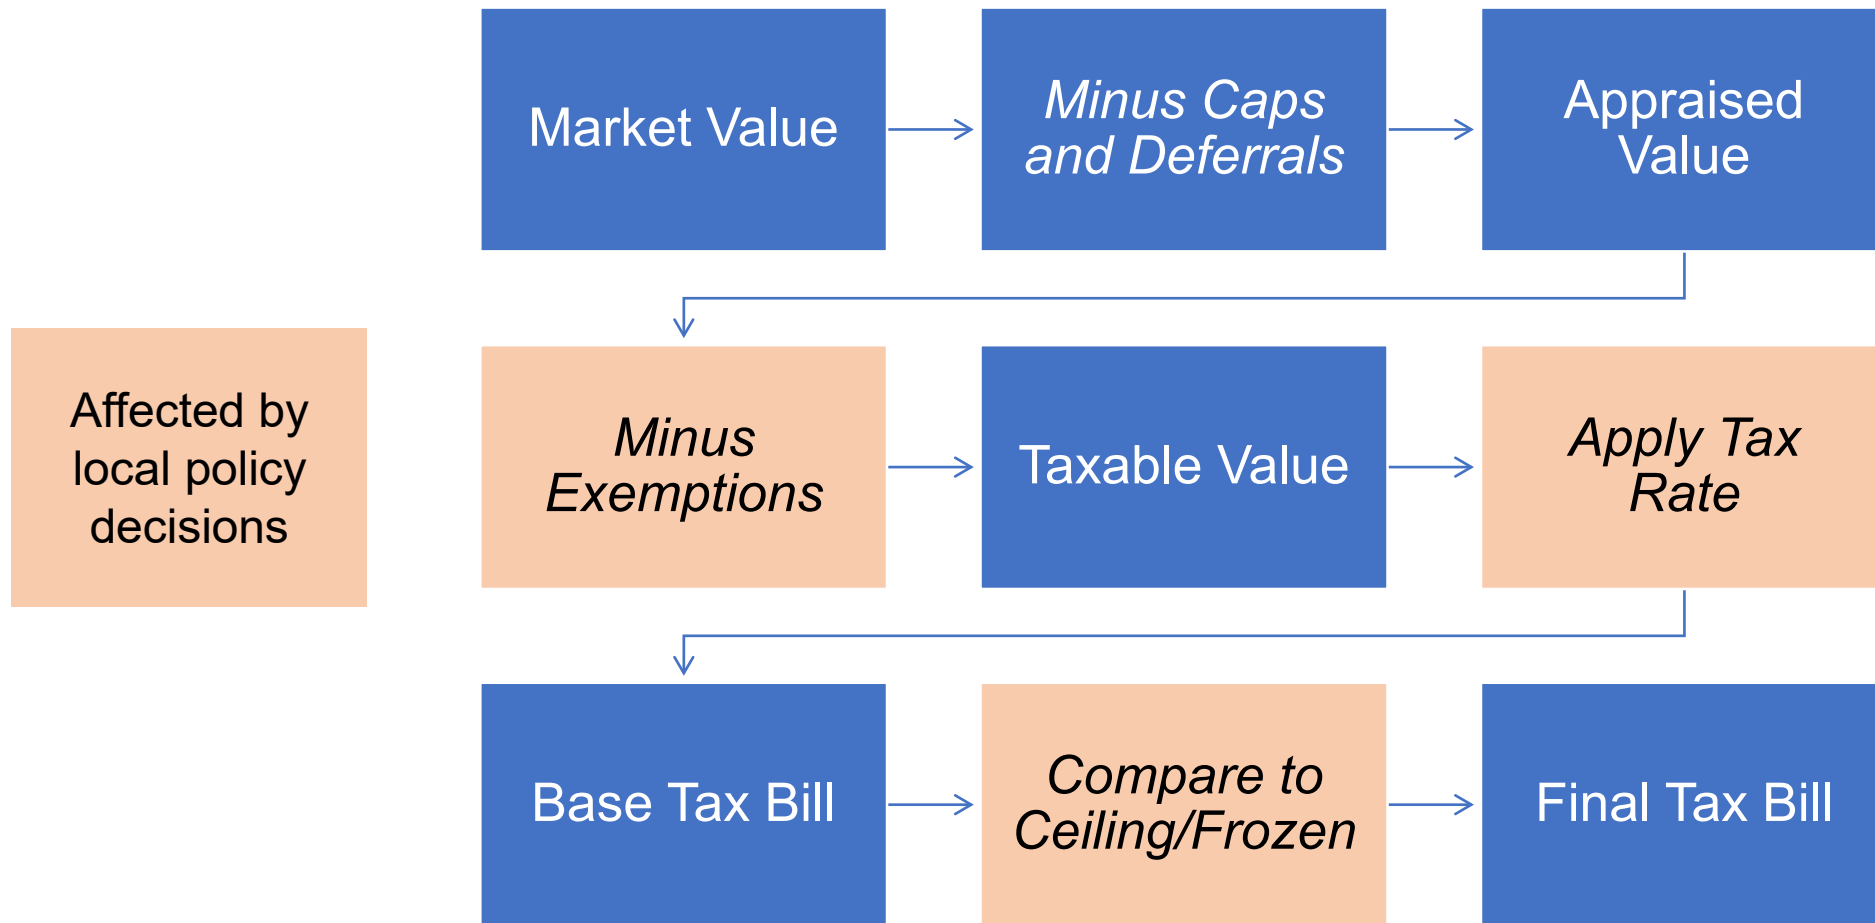 Market Value
Minus Caps
and Deferrals
Appraised
Value
Affected by
local policy
decisions
Minus
Exemptions
Taxable Value
Apply Tax
Rate
Base Tax Bill
Compare to
Ceiling/Frozen
Final Tax Bill